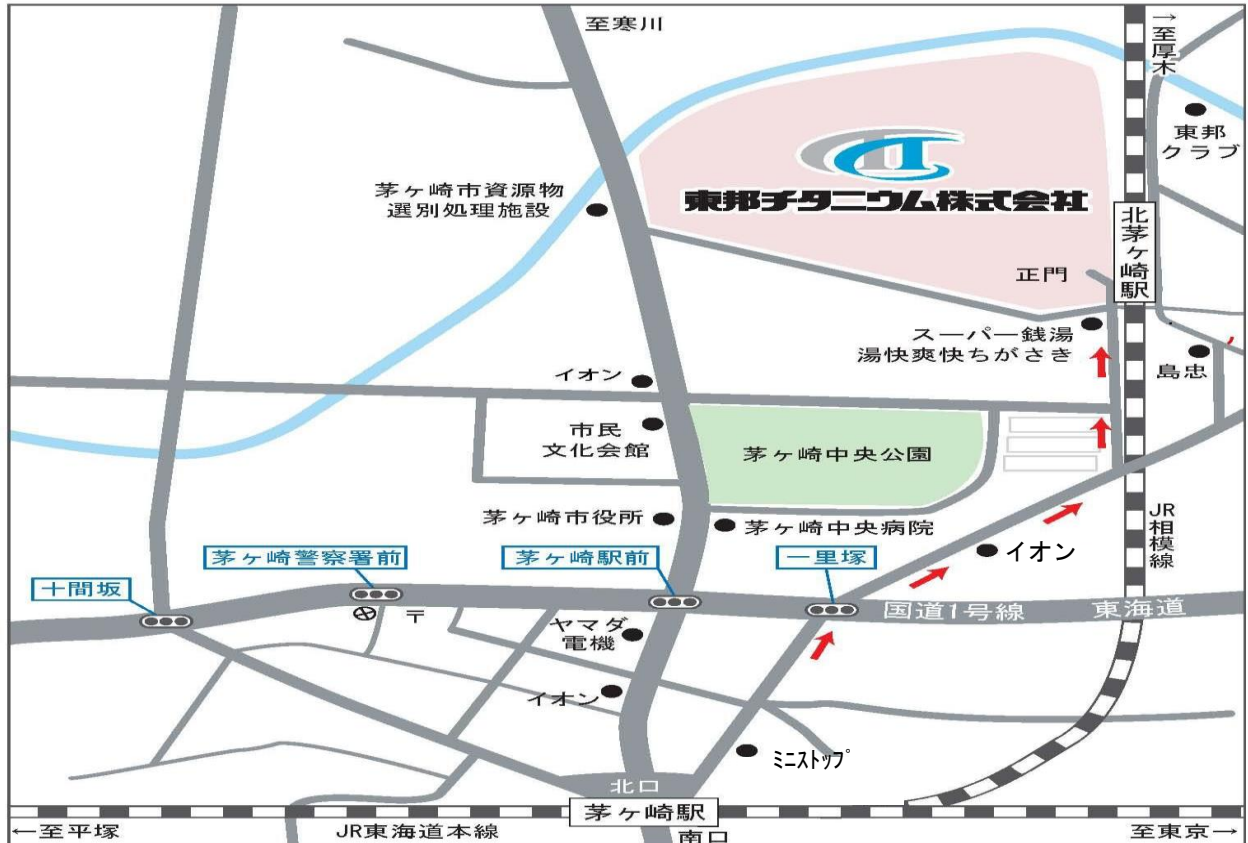 至寒川
→至厚木
東邦
クラブ
東邦チタニウム株式会社
茅ヶ崎市資源物
選別処理施設
北茅ヶ崎駅
正門
スーパー銭湯
湯快爽快ちがさき
島忠
イオン
市民
文化会館
茅ヶ崎中央公園
茅ヶ崎市役所
茅ヶ崎中央病院
JR相模線
イオン
茅ヶ崎警察署前
茅ヶ崎駅前
一里塚
十間坂
〒
国道1号線
東海道
ヤマダ
電機
イオン
ミニストップ
北口
茅ヶ崎駅
←至平塚
JR東海道本線
南口
至東京→